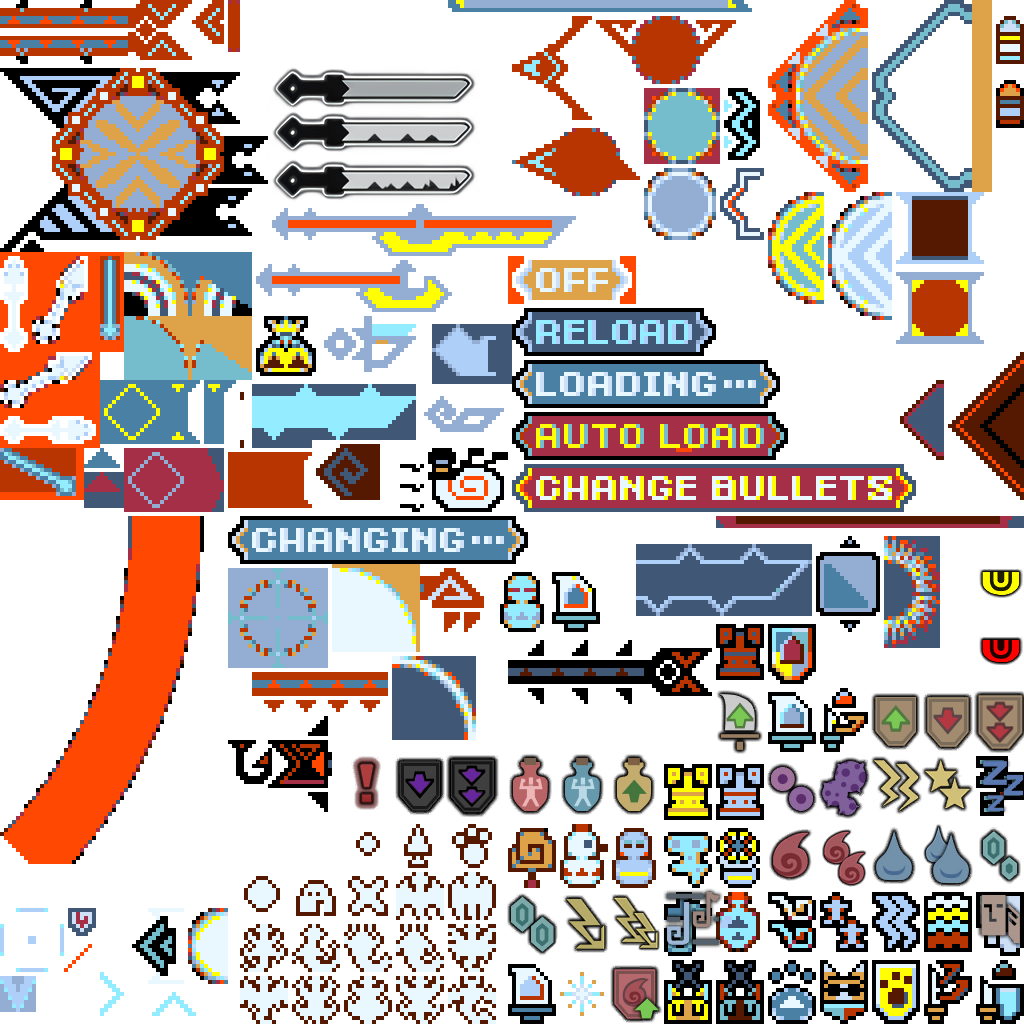 OFF
RELOAD
LOADING···
AUTO LOAD
CHANGE BULLETS
CHANGING···